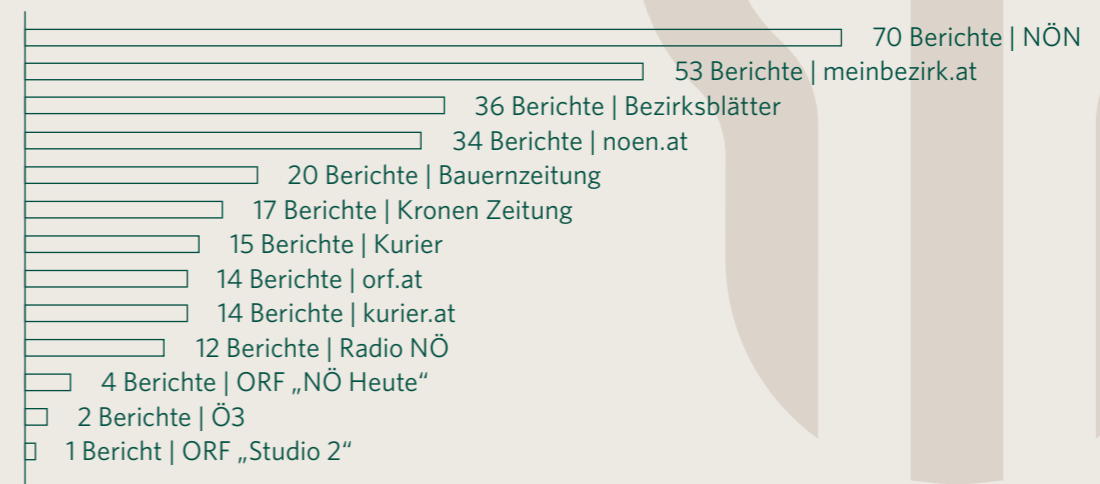 70 Berichte | NÖN
53 Berichte | meinbezirk.at
36 Berichte | Bezirksblätter
34 Berichte | noen.at
20 Berichte | Bauernzeitung
17 Berichte | Kronen Zeitung
15 Berichte | Kurier
14 Berichte | orf.at
14 Berichte | kurier.at
12 Berichte | Radio NÖ
4 Berichte | ORF „NÖ Heute“
2 Berichte | Ö3
1 Bericht | ORF „Studio 2“